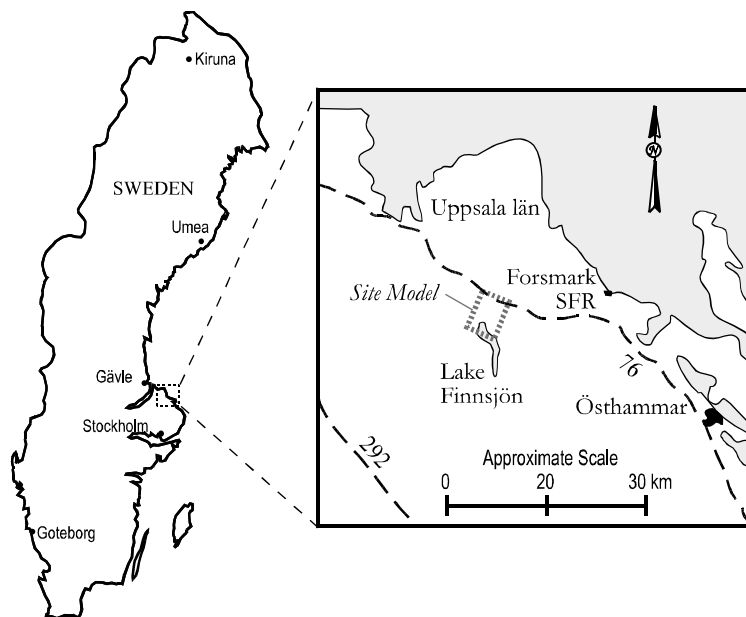 Kiruna
SWEDEN
Umea
Gävle
Stockholm
Goteborg
N
Uppsala län
Forsmark
SFR
Site Model
Lake
Finnsjön
76
Östhammar
292
Approximate Scale
0 20 30 km